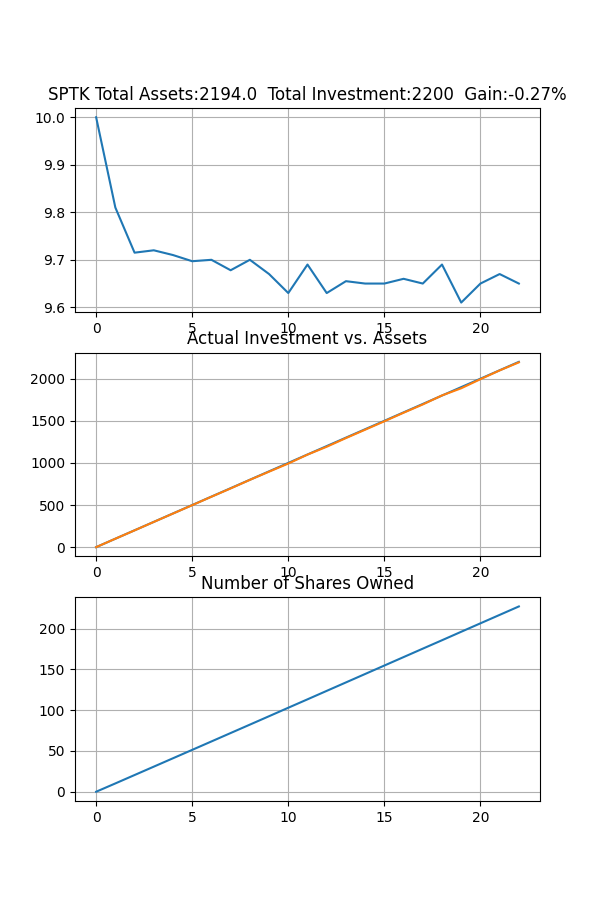 SPTK Total Assets:2194.0  Total Investment:2200  Gain:-0.27%
10.0
9.9
9.8
9.7
9.6
0 5 10 15 20
Actual Investment vs. Assets
2000
1500
1000
500
0
0 5 10 15 20
Number of Shares Owned
200
150
100
50
0
0 5 10 15 20